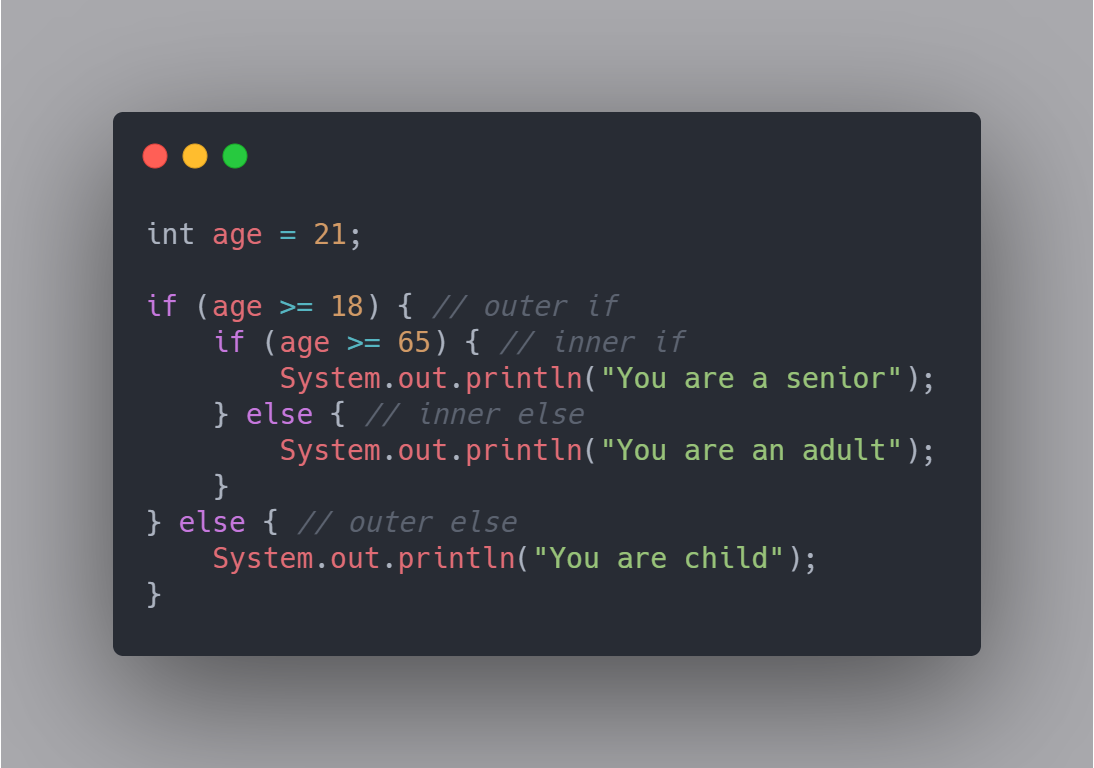 int age = 21;

if (age >= 18) { // outer if
    if (age >= 65) { // inner if
        System.out.println("You are a senior");
    } else { // inner else
        System.out.println("You are an adult");
    }
} else { // outer else
    System.out.println("You are child");
}